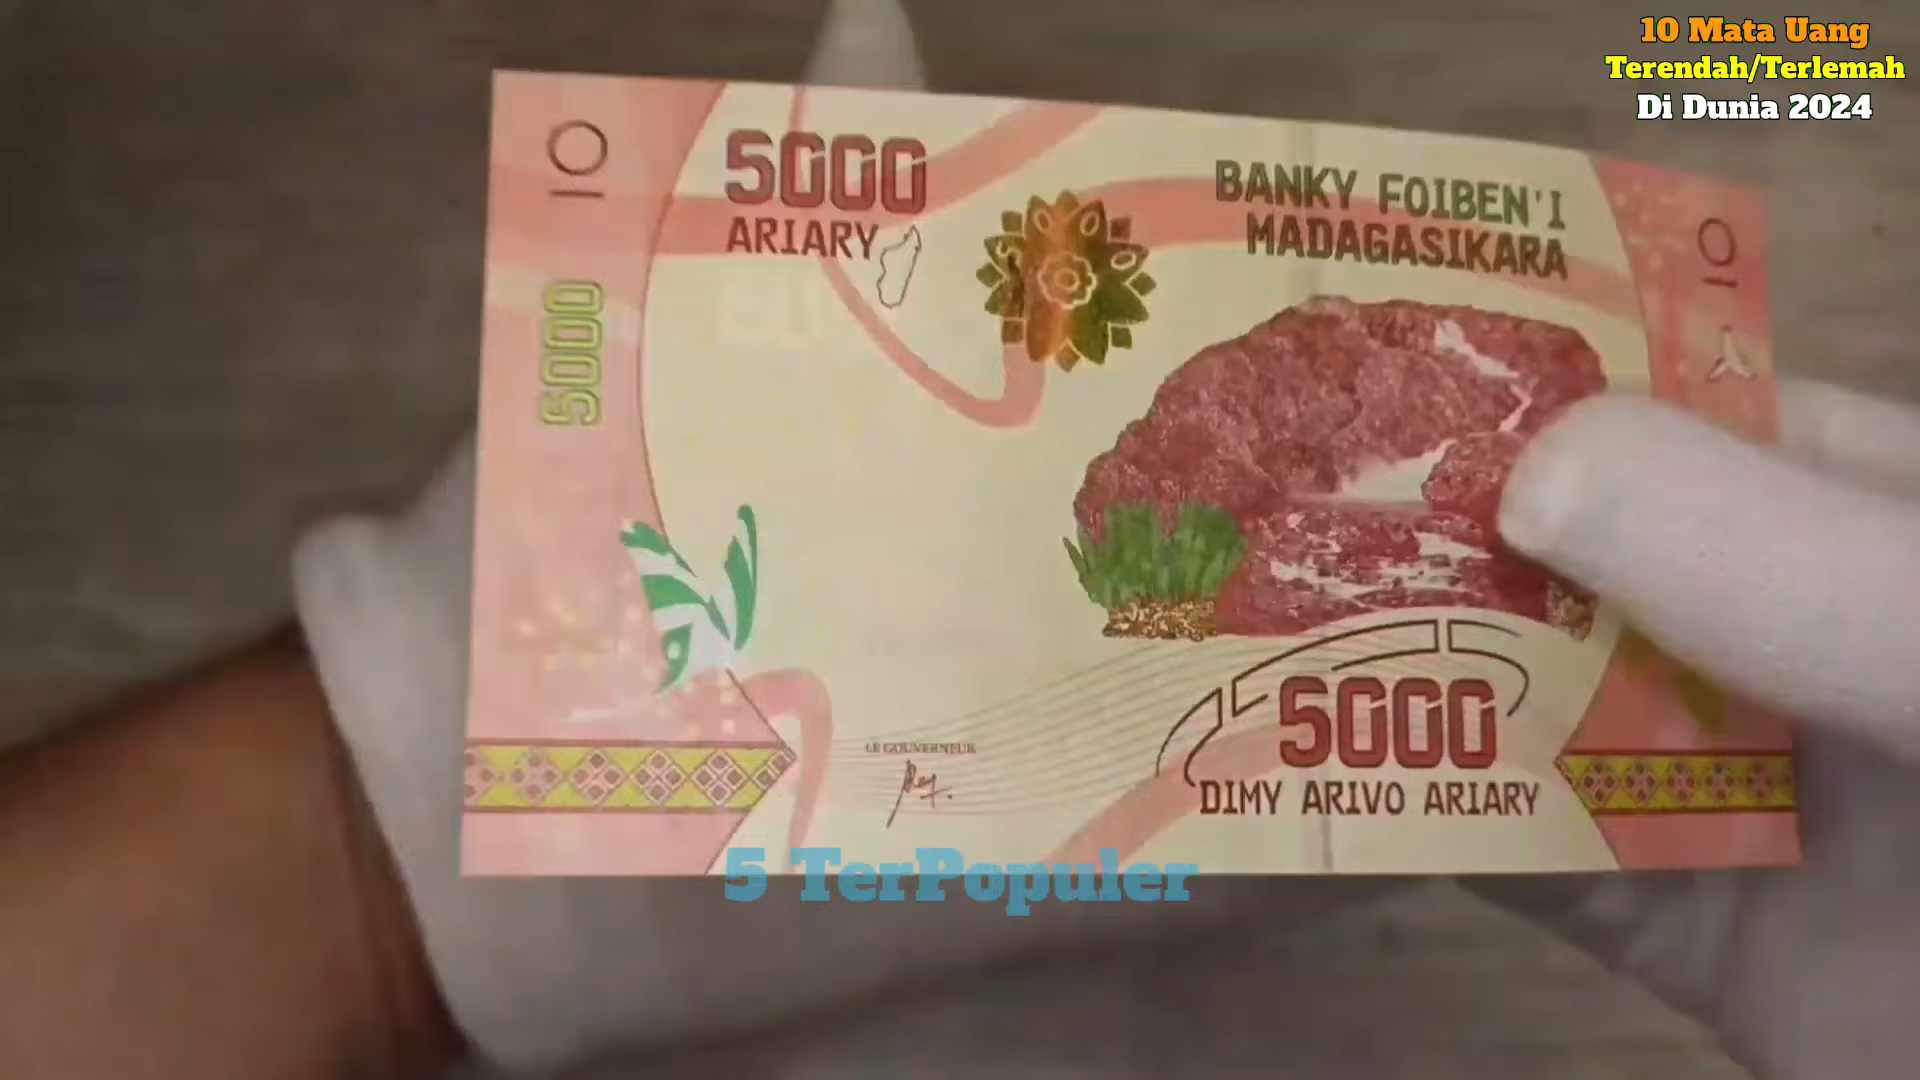 10 Mata Uang
Terendah/Terlemah
Di Dunia 2024
5000
ARIARY
BANKY FOIBEN'I
MADAGASIKARA
5000
LE GOUVERNEUR
5000
DIMY ARIVO ARIARY
5 TerPopuler